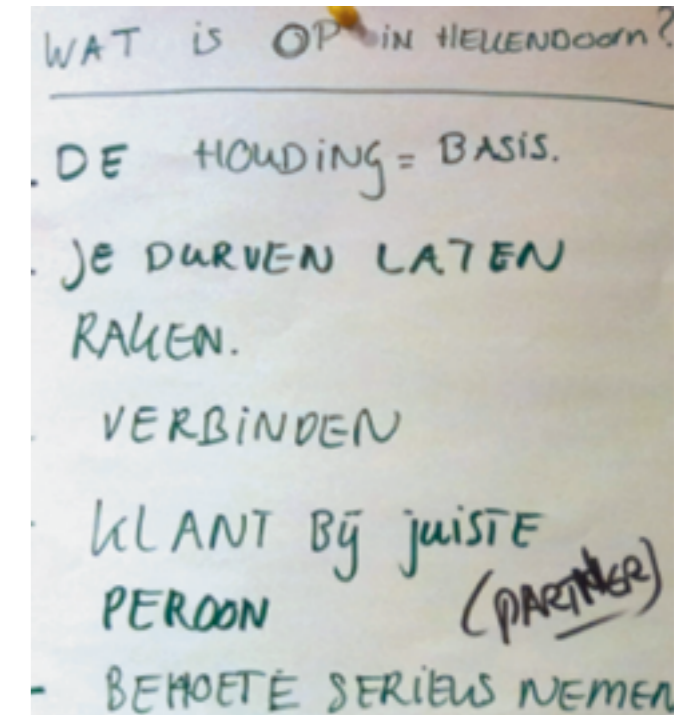 WAT is OP iN HELLENDOORN?
- DE HOUDiNG = BASiS.
- JE DURVEN LATEN
RAKEN.
- VERBiNDEN
- KLANT Bij juiSTE
PEROON (PARTNER)
- BEHOETE SERiEUS NEMEN